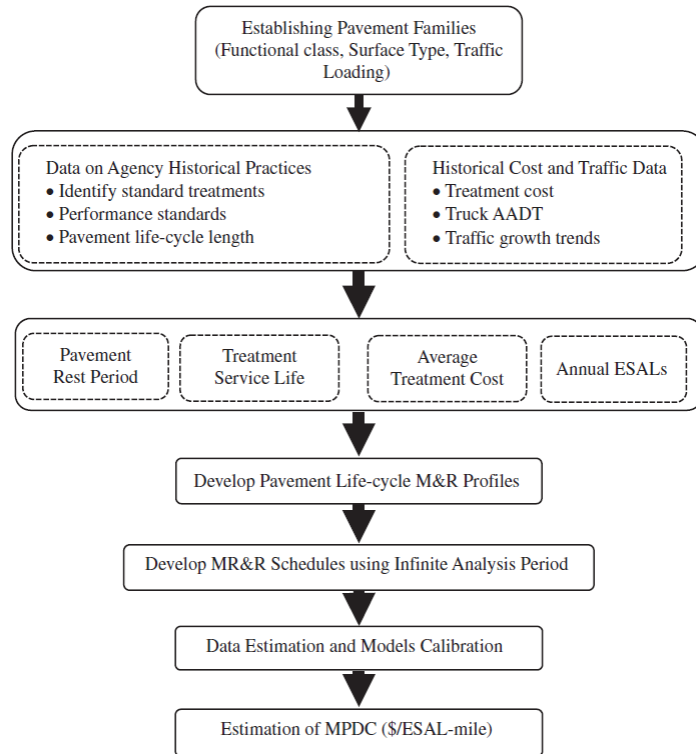 Establishing Pavement Families
(Functional class, Surface Type, Traffic
Loading)
Data on Agency Historical Practices
• Identify standard treatments
• Performance standards
• Pavement life-cycle length
Historical Cost and Traffic Data
• Treatment cost
• Truck AADT
• Traffic growth trends
Pavement
Rest Period
Treatment
Service Life
Average
Treatment Cost
Annual ESALs
Develop Pavement Life-cycle M&R Profiles
Develop MR&R Schedules using Infinite Analysis Period
Data Estimation and Models Calibration
Estimation of MPDC ($/ESAL-mile)